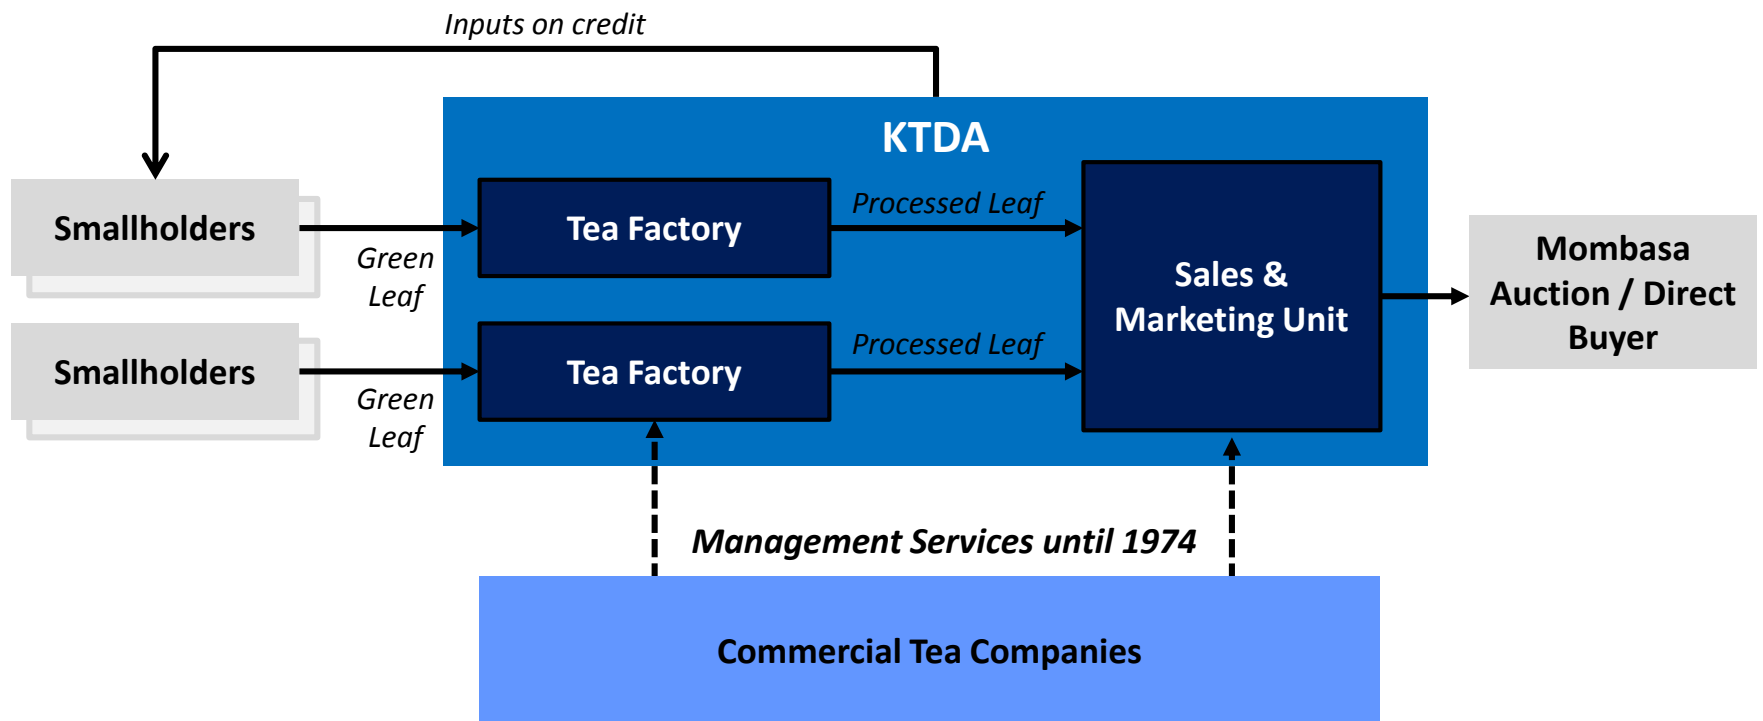 Inputs on credit
KTDA
Smallholders
Green
Leaf
Tea Factory
Processed Leaf
Smallholders
Green
Leaf
Tea Factory
Processed Leaf
Sales &
Marketing Unit
Mombasa
Auction / Direct
Buyer
Management Services until 1974
Commercial Tea Companies